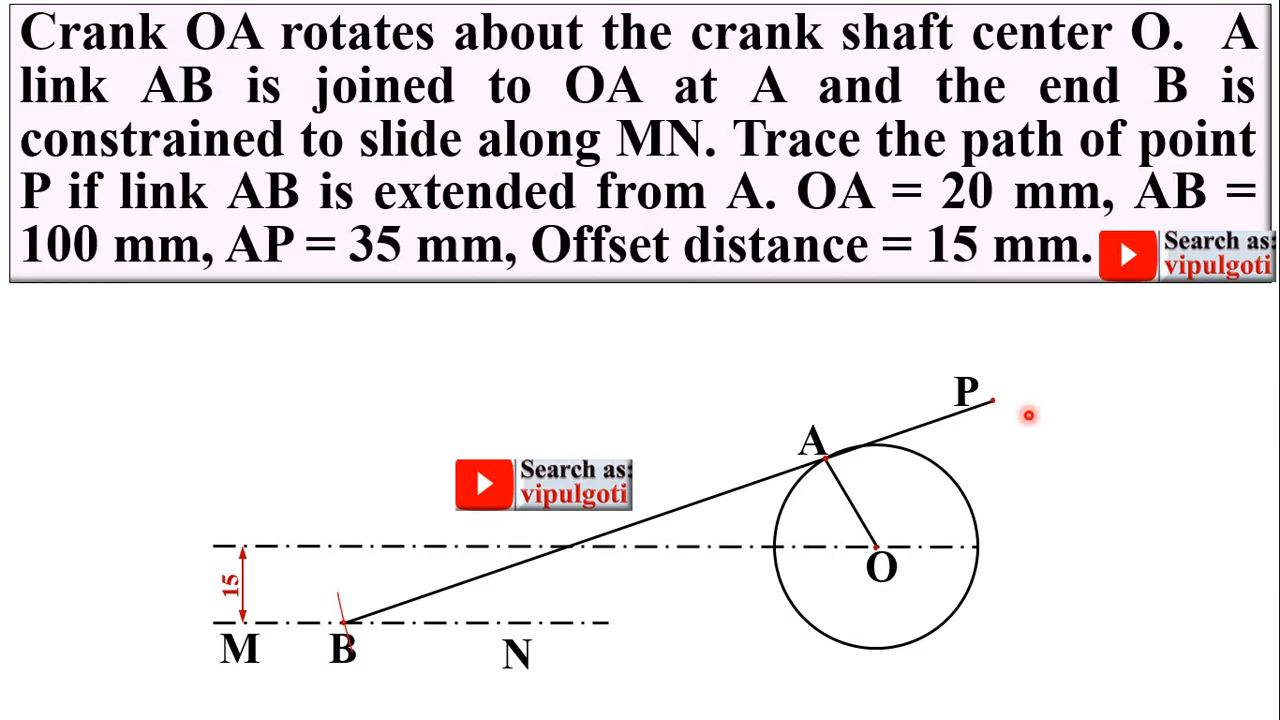 Crank OA rotates about the crank shaft center O. A
link AB is joined to OA at A and the end B is
constrained to slide along MN. Trace the path of point
P if link AB is extended from A. OA = 20 mm, AB =
100 mm, AP = 35 mm, Offset distance = 15 mm.
Search as:
vipulgoti
P
A
Search as:
vipulgoti
O
15
M
B
N